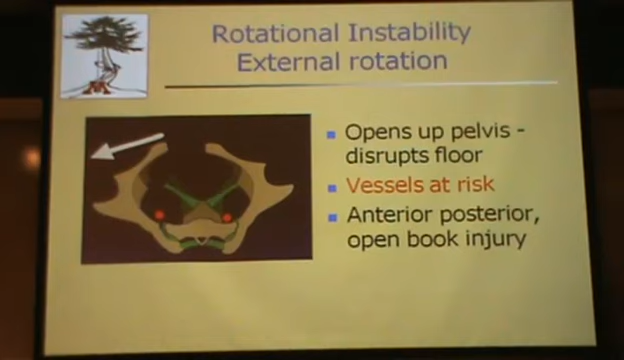 Rotational Instability
External rotation
Opens up pelvis -
disrupts floor
Vessels at risk
Anterior posterior,
open book injury